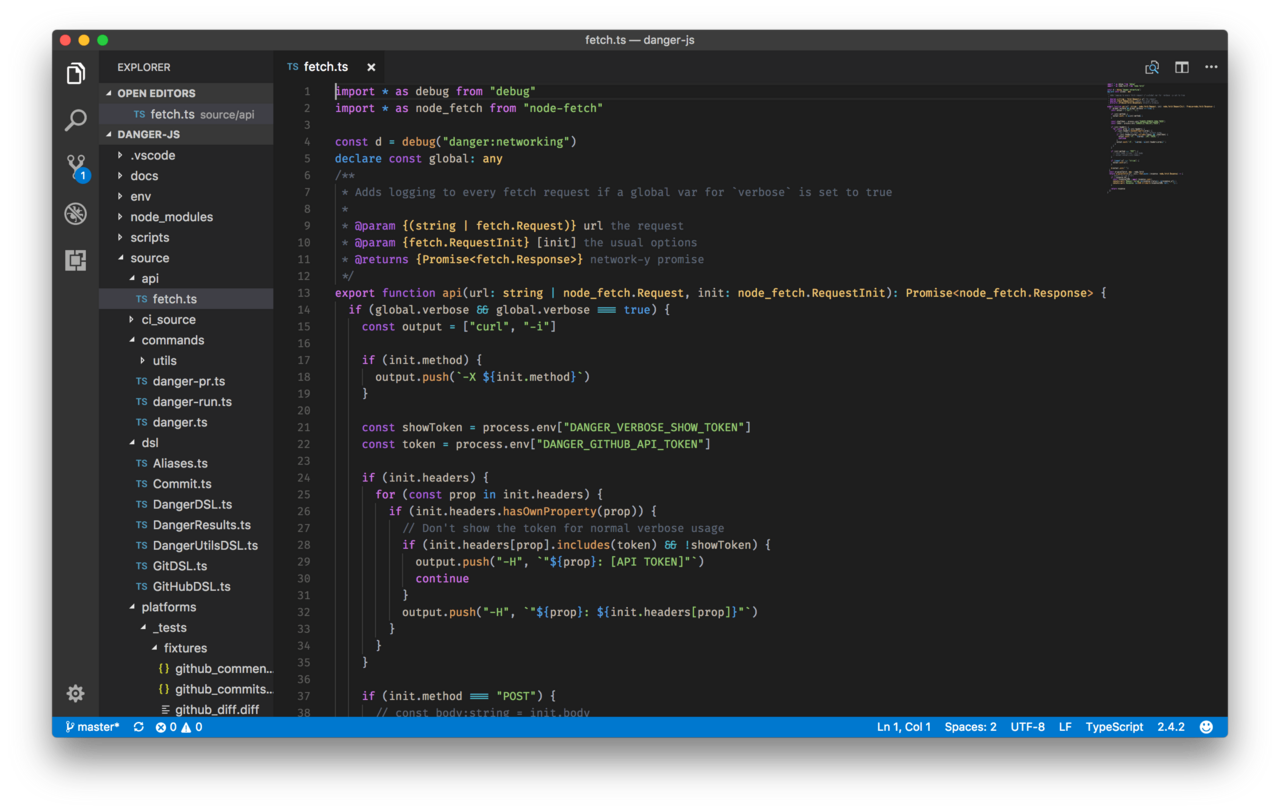 fetch.ts — danger-js
EXPLORER
OPEN EDITORS
TS fetch.ts source/api
DANGER-JS
.vscode
docs
env
node_modules
scripts
source
api
TS fetch.ts
ci_source
commands
utils
TS danger-pr.ts
TS danger-run.ts
TS danger.ts
dsl
TS Aliases.ts
TS Commit.ts
TS DangerDSL.ts
TS DangerResults.ts
TS DangerUtilsDSL.ts
TS GitDSL.ts
TS GitHubDSL.ts
platforms
_tests
fixtures
{} github_commen...
{} github_commits...
github_diff.diff
1
TS fetch.ts ×
1 import * as debug from "debug"
2 import * as node_fetch from "node-fetch"
3
4 const d = debug("danger:networking")
5 declare const global: any
6 /**
7 * Adds logging to every fetch request if a global var for `verbose` is set to true
8 *
9 * @param {(string | fetch.Request)} url the request
10 * @param {fetch.RequestInit} [init] the usual options
11 * @returns {Promise<fetch.Response>} network-y promise
12 */
13 export function api(url: string | node_fetch.Request, init: node_fetch.RequestInit): Promise<node_fetch.Response> {
14 if (global.verbose && global.verbose === true) {
15 const output = ["curl", "-i"]
16
17 if (init.method) {
18 output.push(`-X ${init.method}`)
19 }
20
21 const showToken = process.env["DANGER_VERBOSE_SHOW_TOKEN"]
22 const token = process.env["DANGER_GITHUB_API_TOKEN"]
23
24 if (init.headers) {
25 for (const prop in init.headers) {
26 if (init.headers.hasOwnProperty(prop)) {
27 // Don't show the token for normal verbose usage
28 if (init.headers[prop].includes(token) && !showToken) {
29 output.push("-H", `"${prop}: [API TOKEN]"`)
30 continue
31 }
32 output.push("-H", `"${prop}: ${init.headers[prop]}"`)
33 }
34 }
35 }
36
37 if (init.method === "POST") {
38 // const body:string = init.body
master* 0 0
Ln 1, Col 1 Spaces: 2 UTF-8 LF TypeScript 2.4.2